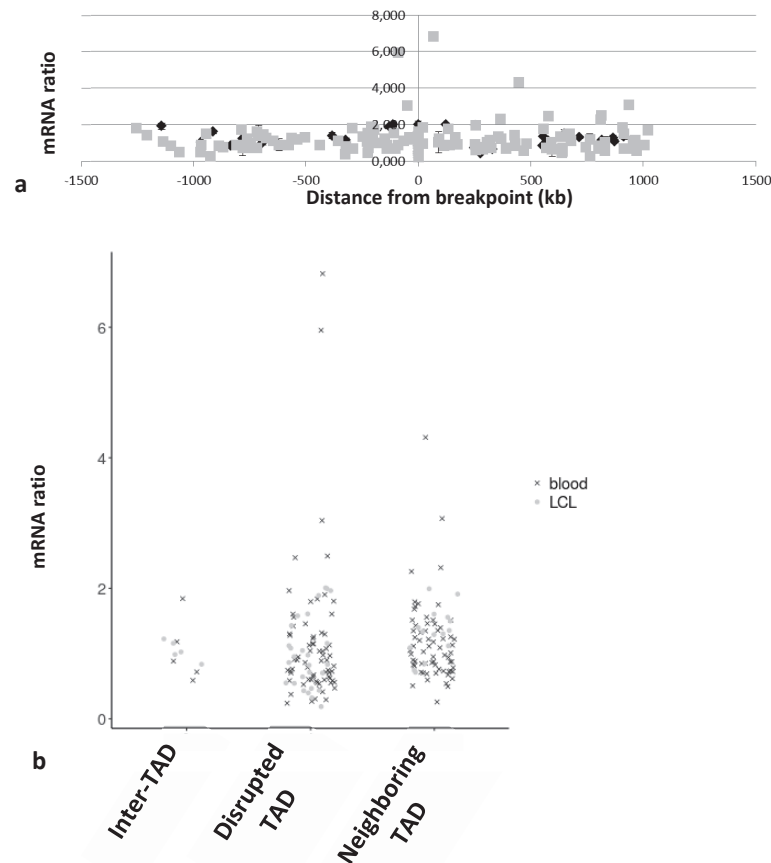 8,000
6,000
4,000
2,000
0,000
mRNA ratio
-1500
-1000
-500
0
500
1000
1500
a
Distance from breakpoint (kb)
6
4
2
0
mRNA ratio
blood
LCL
b
Inter-TAD
Disrupted
TAD
Neighboring
TAD